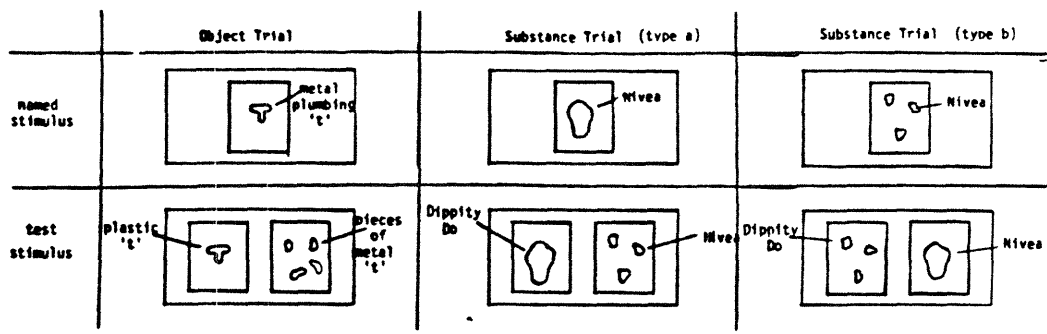 Object Trial
Substance Trial (type a)
Substance Trial (type b)
named
stimulus
metal
plumbing
't'
Nivea
Nivea
test
stimulus
plastic
't'
pieces
of
metal 't'
Dippity
Do
Nivea
Dippity
Do
Nivea